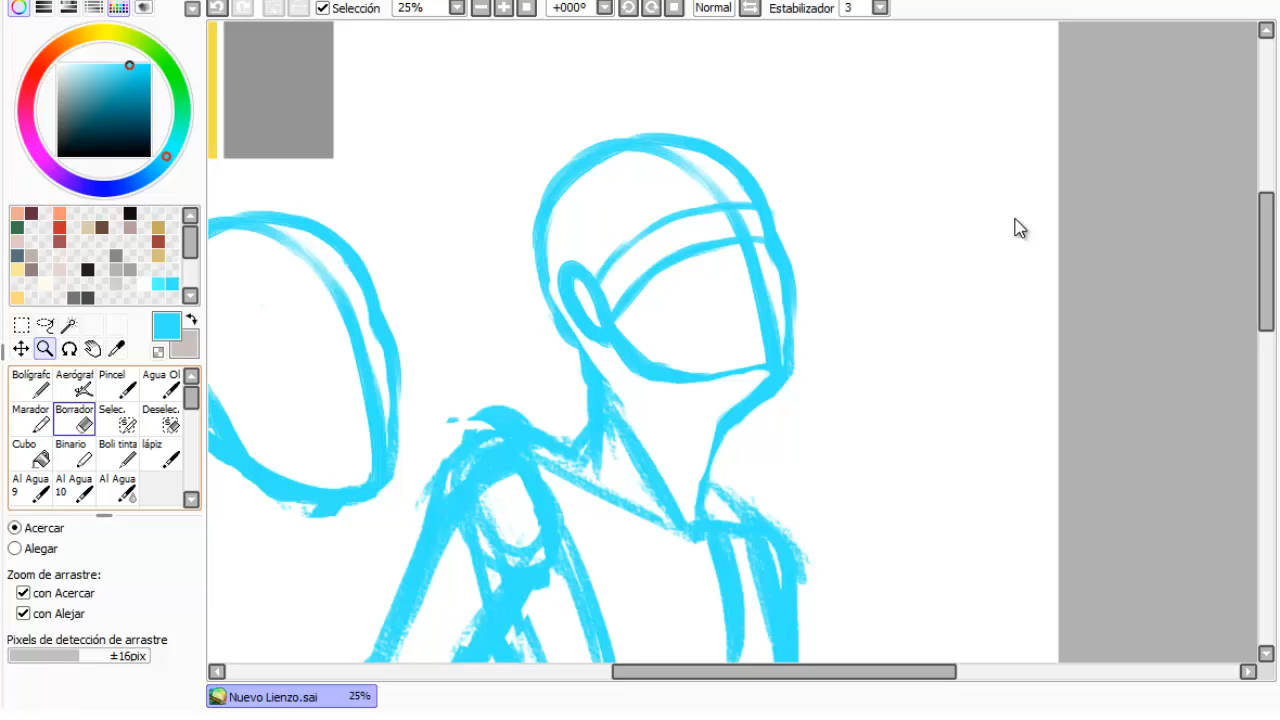 Selección 25% +000º Normal Estabilizador 3
Bolígrafc Aerógraf Pincel Agua Ol
Marador Borrador Selec. Deselec.
Cubo Binario Boli tinta lápiz
Al Agua 9 Al Agua 10 Al Agua
Acercar
Alegar
Zoom de arrastre:
con Acercar
con Alejar
Pixels de detección de arrastre
±16pix
Nuevo Lienzo.sai 25%